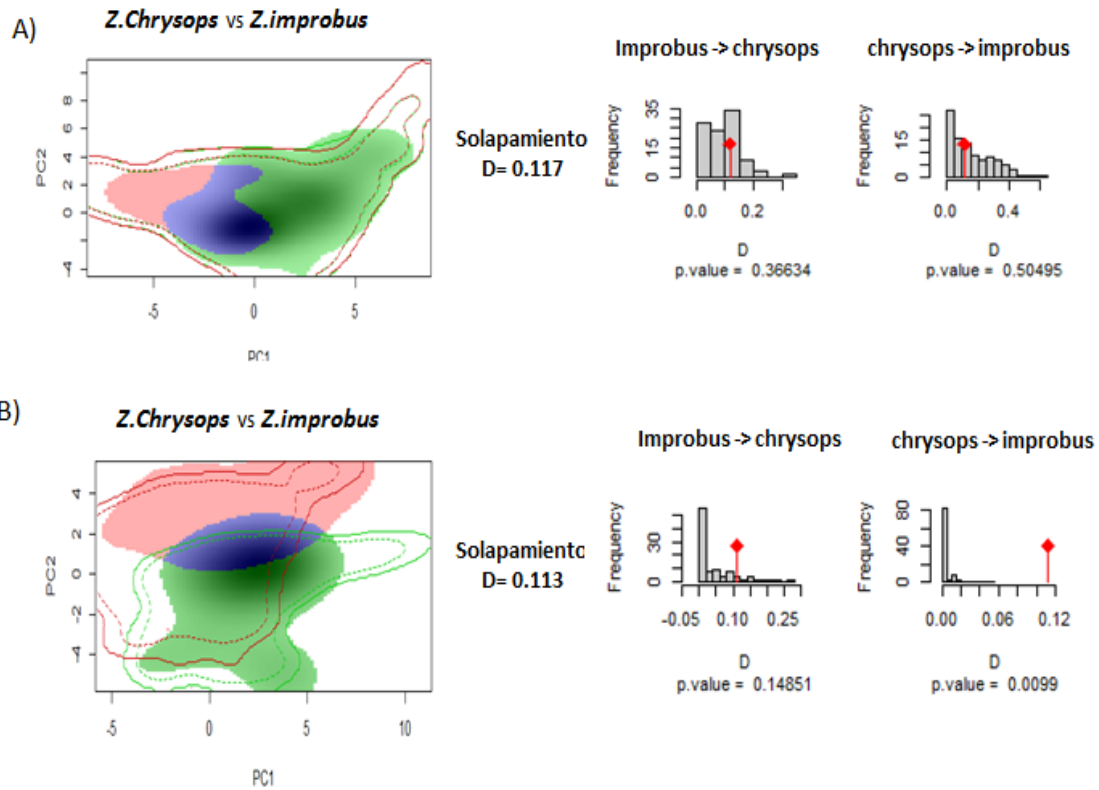 A)
Z.Chrysops vs Z.improbus
PC2
8
6
4
2
0
-4
-5
0
5
PC1
Solapamiento
D= 0.117
Improbus -> chrysops
Frequency
35
15
0
0.0
0.2
D
p.value = 0.36634
chrysops -> improbus
Frequency
15
0
0.0
0.4
D
p.value = 0.50495
B)
Z.Chrysops vs Z.improbus
PC2
4
2
0
-2
-4
-5
0
5
10
PC1
Solapamiento
D= 0.113
Improbus -> chrysops
Frequency
30
0
-0.05
0.10
0.25
D
p.value = 0.14851
chrysops -> improbus
Frequency
80
40
0
0.00
0.06
0.12
D
p.value = 0.0099